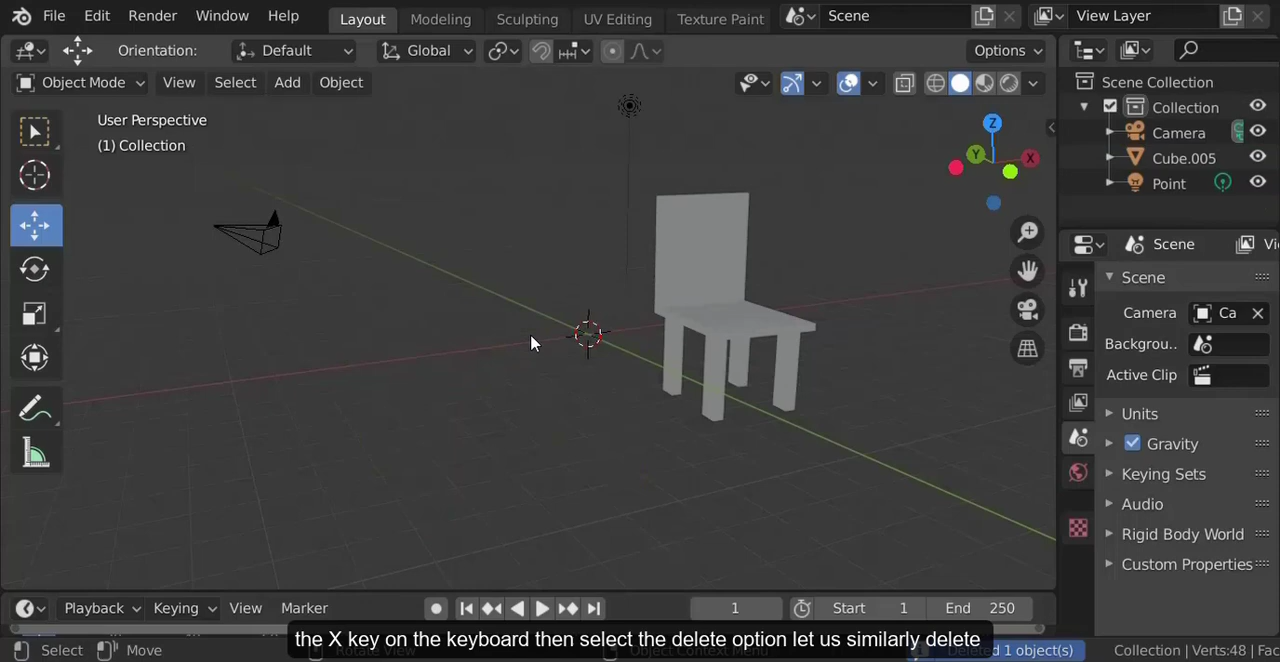 File Edit Render Window Help Layout Modeling Sculpting UV Editing Texture Paint Scene View Layer
Orientation: Default Global Options
Object Mode View Select Add Object
User Perspective
(1) Collection
Z
Y
X
Scene Collection
Collection
Camera
Cube.005
Point
Scene Vi
Scene
Camera Ca
Backgrou..
Active Clip
Units
Gravity
Keying Sets
Audio
Rigid Body World
Custom Properties
Playback Keying View Marker 1 Start 1 End 250
the X key on the keyboard then select the delete option let us similarly delete
Select Move Deleted 1 object(s) Collection | Verts:48 | Fac